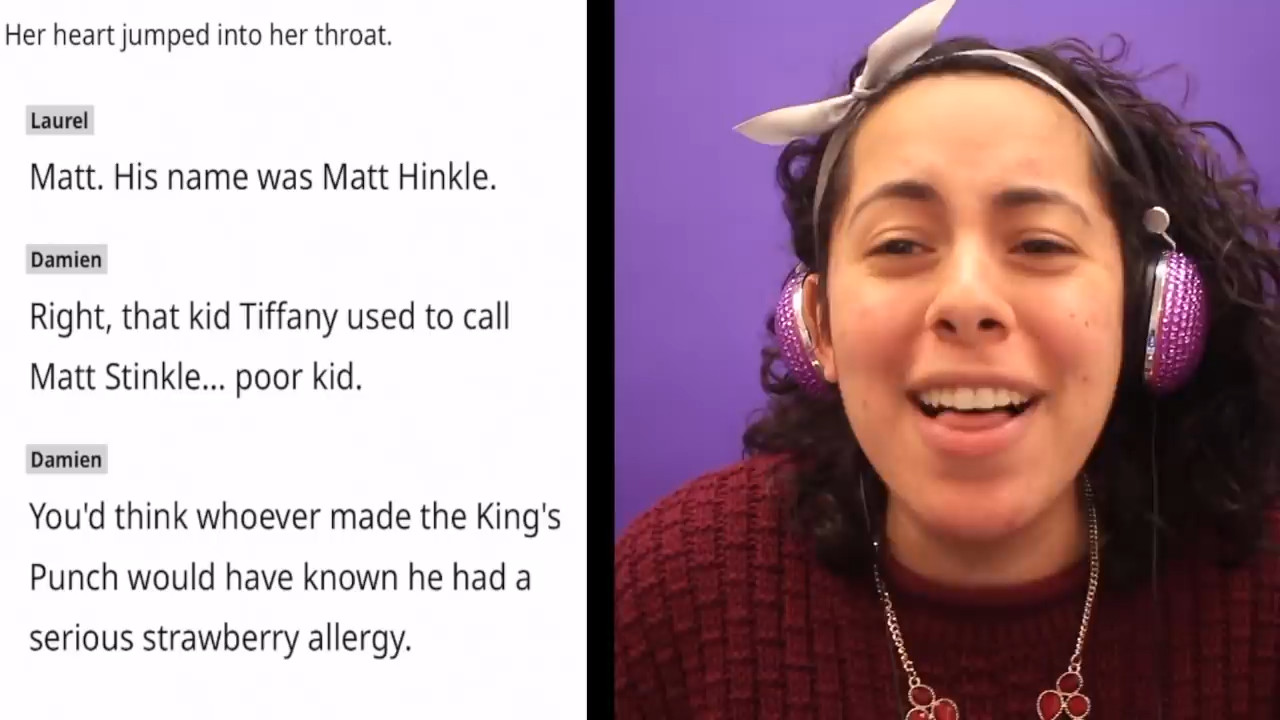 Her heart jumped into her throat.
Laurel
Matt. His name was Matt Hinkle.
Damien
Right, that kid Tiffany used to call
Matt Stinkle... poor kid.
Damien
You'd think whoever made the King's
Punch would have known he had a
serious strawberry allergy.